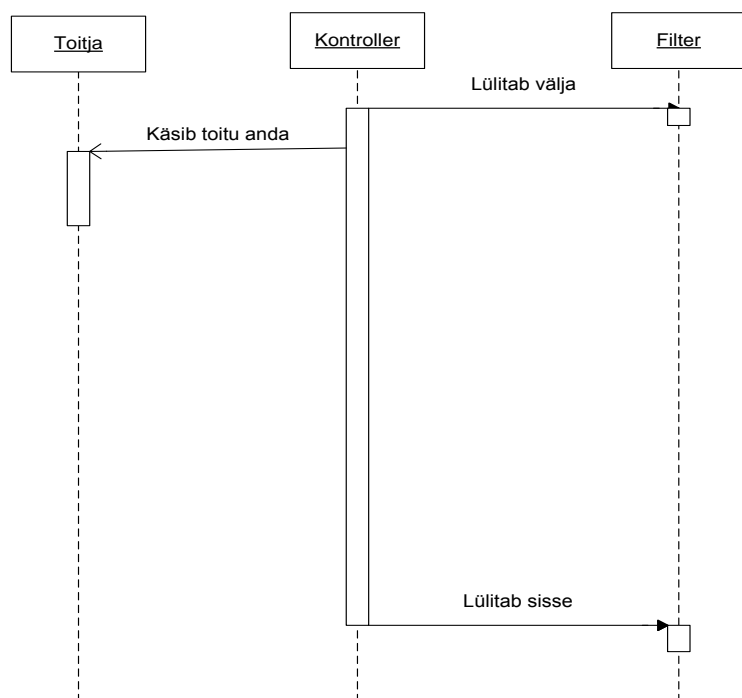 Toitja
Kontroller
Filter
Lülitab välja
Käsib toitu anda
Lülitab sisse